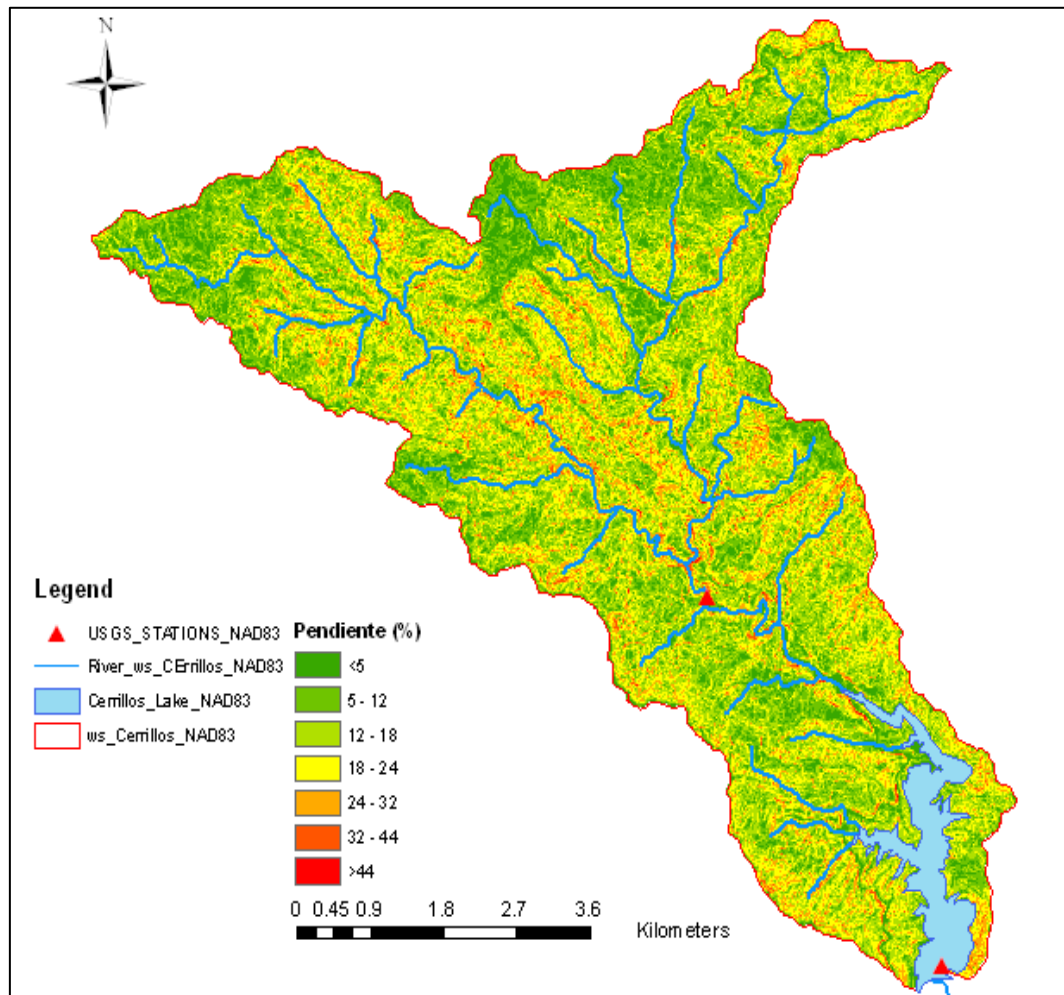 N
Legend
USGS_STATIONS_NAD83
River_ws_CErrillos_NAD83
Cerrillos_Lake_NAD83
ws_Cerrillos_NAD83
Pendiente (%)
<5
5 - 12
12 - 18
18 - 24
24 - 32
32 - 44
>44
0 0.45 0.9 1.8 2.7 3.6
Kilometers